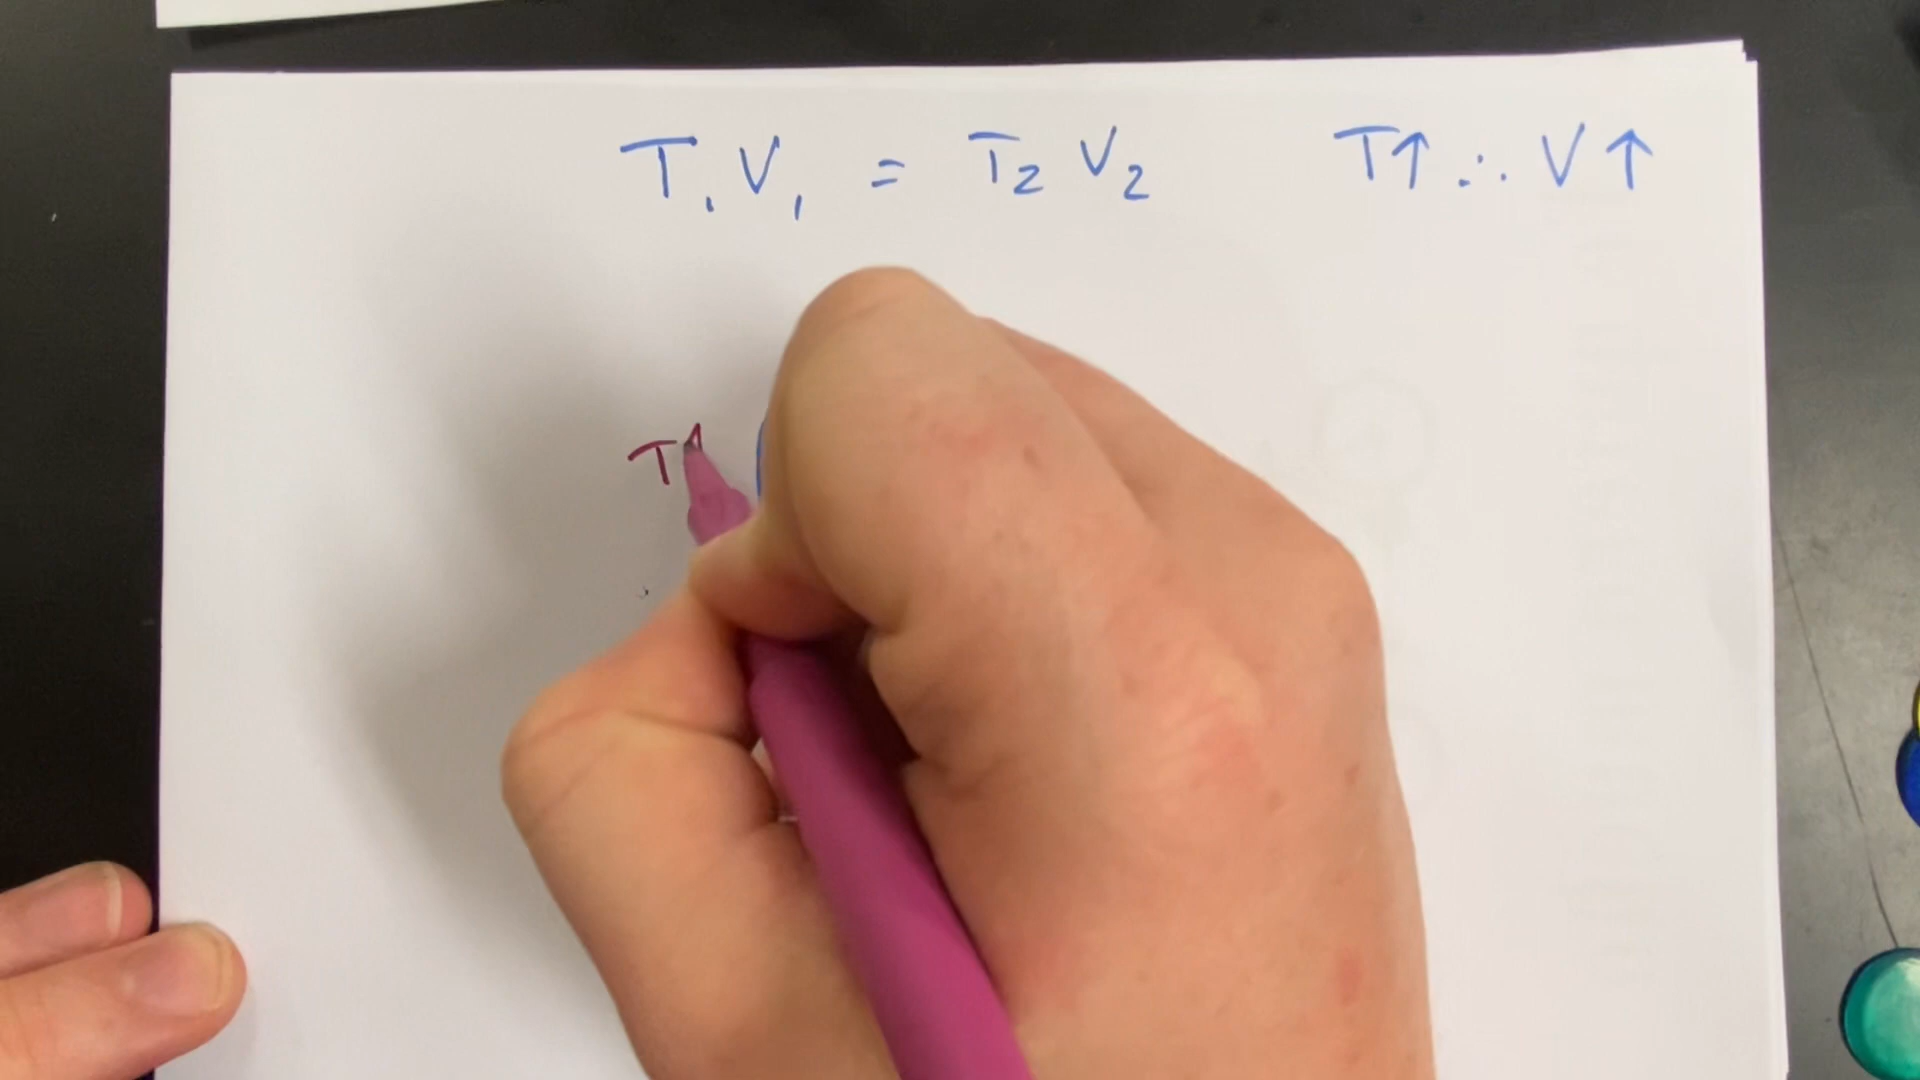 T₁V₁ = T₂V₂ T↑ ∴ V↑
T↑